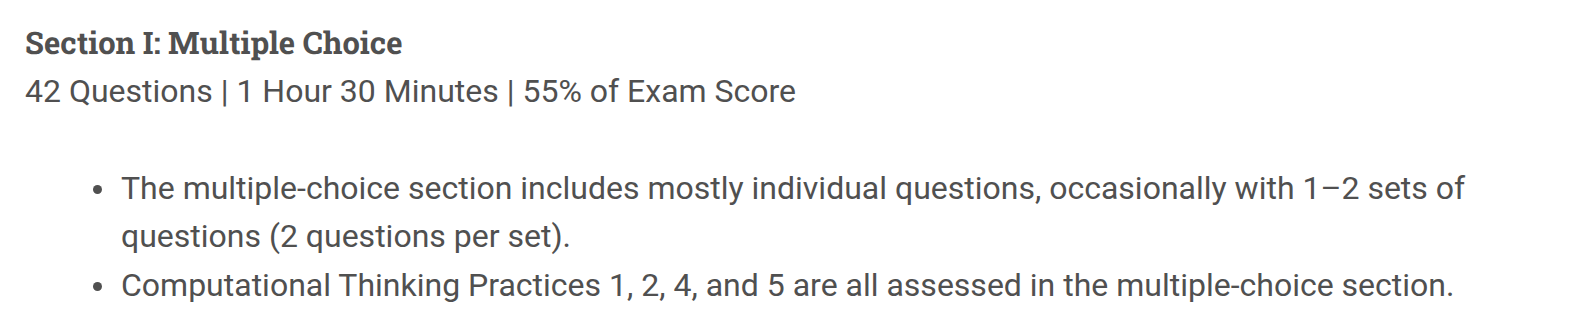 Section I: Multiple Choice
42 Questions | 1 Hour 30 Minutes | 55% of Exam Score
• The multiple-choice section includes mostly individual questions, occasionally with 1–2 sets of
questions (2 questions per set).
• Computational Thinking Practices 1, 2, 4, and 5 are all assessed in the multiple-choice section.